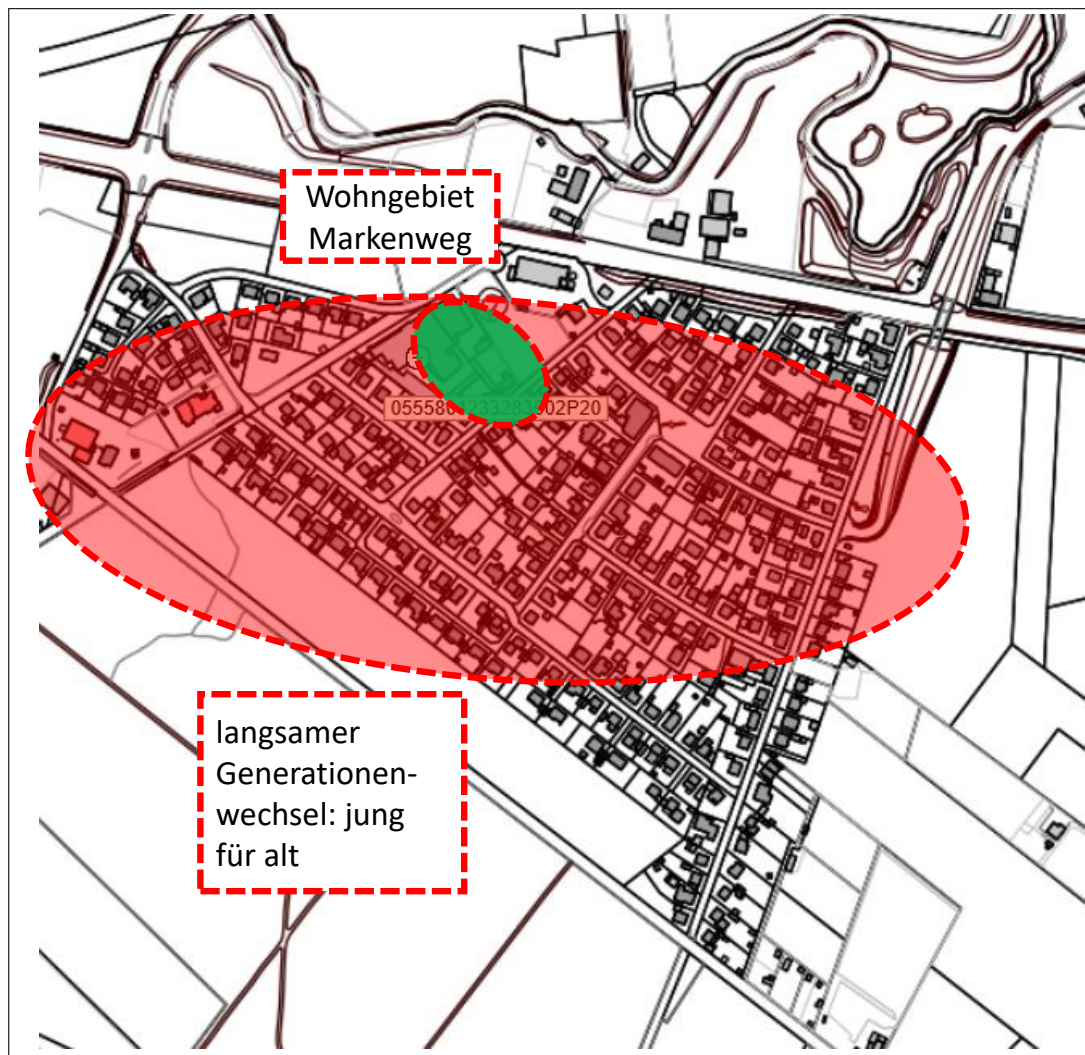 Wohngebiet
Markenweg
langsamer
Generationen-
wechsel: jung
für alt